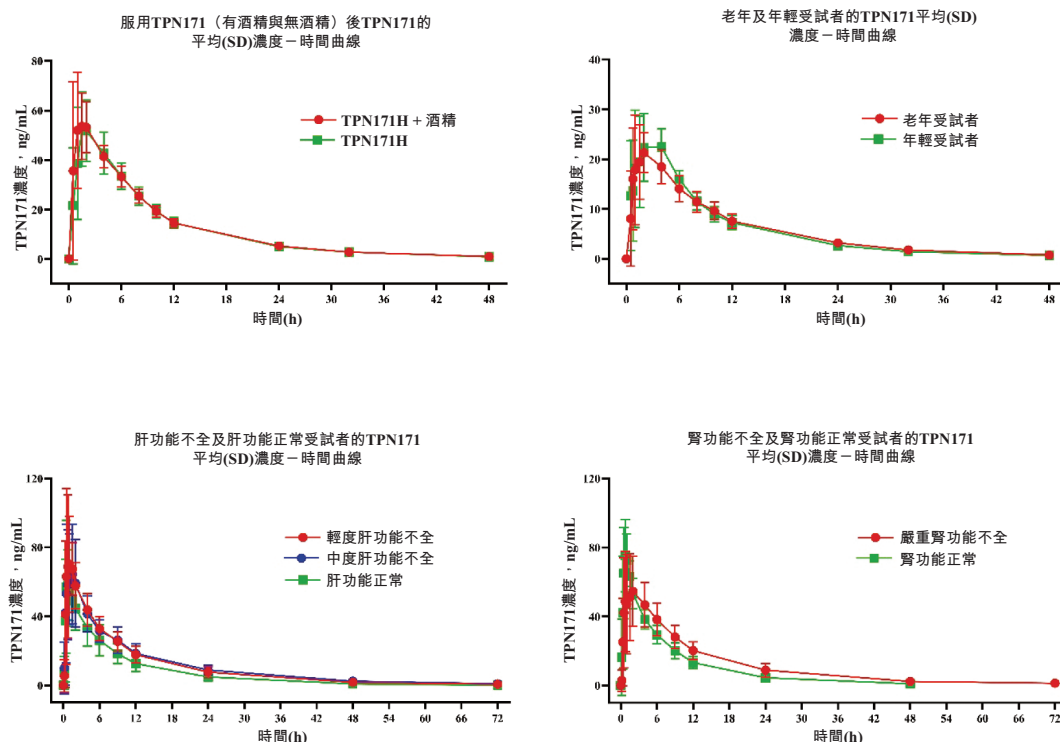 服用TPN171（有酒精與無酒精）後TPN171的
平均(SD)濃度－時間曲線
TPN171濃度，ng/mL
80
60
40
20
0
TPN171H + 酒精
TPN171H
0 6 12 18 24 30 36 42 48
時間(h)
老年及年輕受試者的TPN171平均(SD)
濃度－時間曲線
TPN171濃度，ng/mL
40
30
20
10
0
老年受試者
年輕受試者
0 6 12 18 24 30 36 42 48
時間(h)
肝功能不全及肝功能正常受試者的TPN171
平均(SD)濃度－時間曲線
TPN171濃度，ng/mL
120
80
40
0
輕度肝功能不全
中度肝功能不全
肝功能正常
0 6 12 18 24 30 36 42 48 54 60 66 72
時間(h)
腎功能不全及腎功能正常受試者的TPN171
平均(SD)濃度－時間曲線
TPN171濃度，ng/mL
120
80
40
0
嚴重腎功能不全
腎功能正常
0 6 12 18 24 30 36 42 48 54 60 66 72
時間(h)